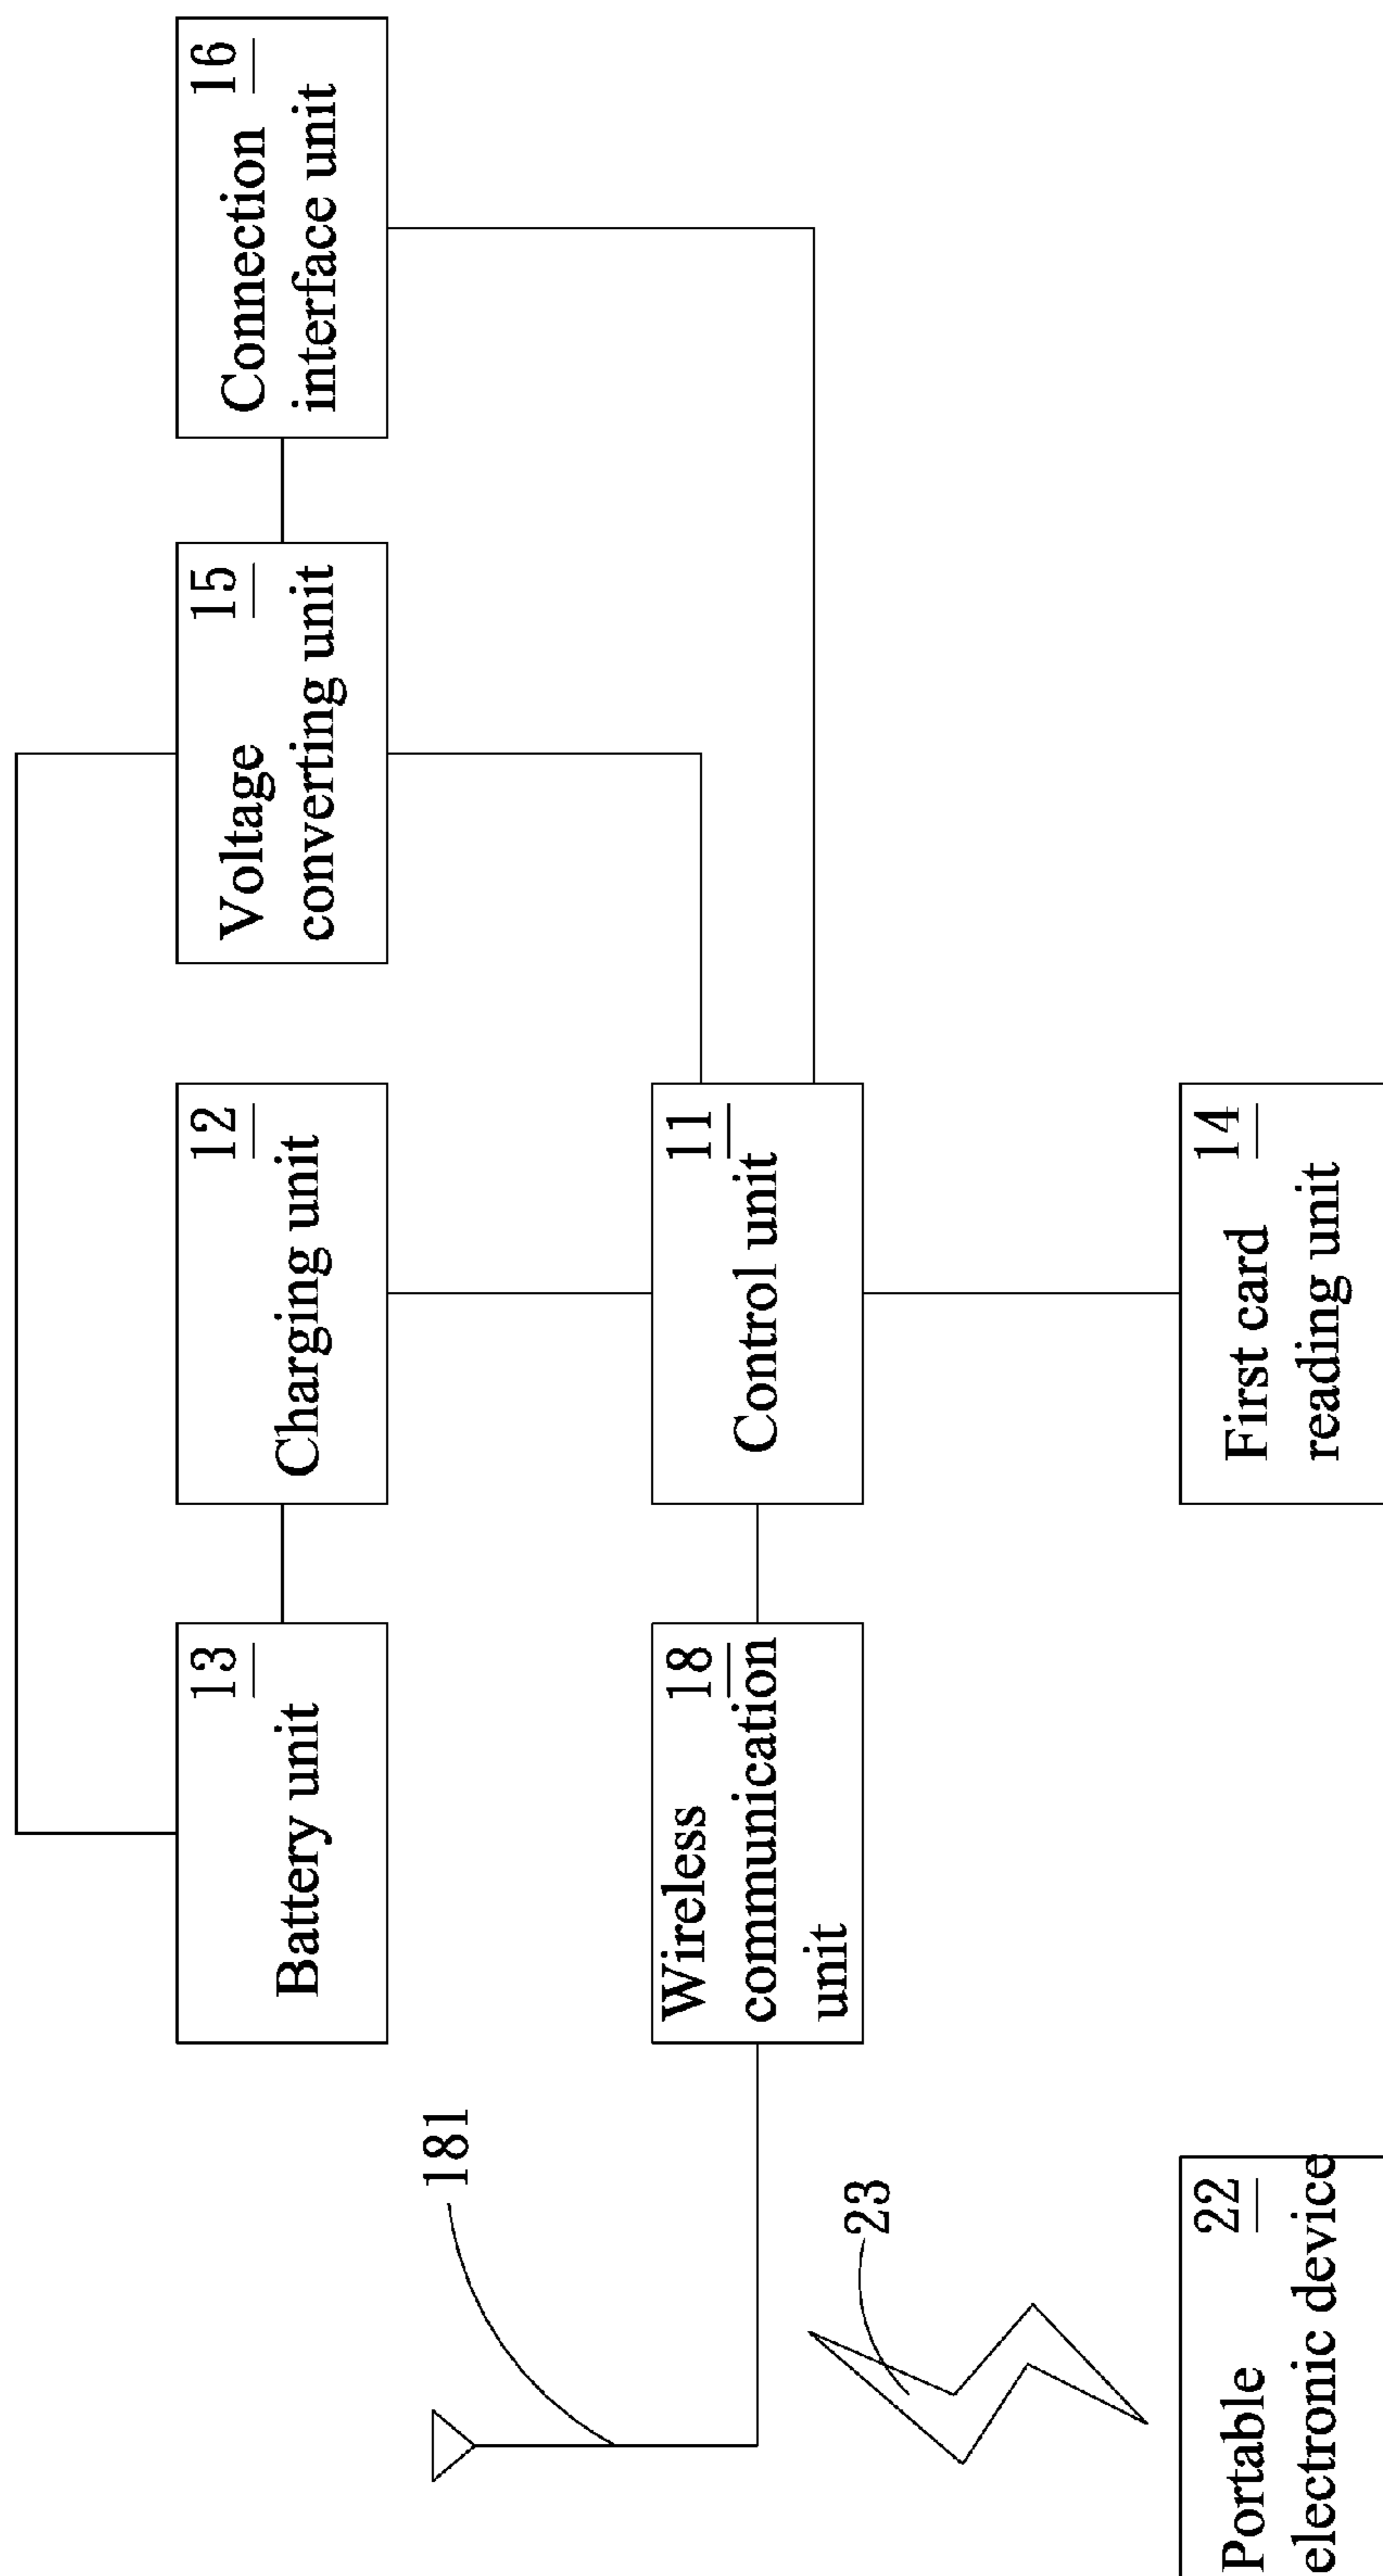 181
Battery unit
13
Charging unit
12
Voltage
converting unit
15
Connection
interface unit
16
Wireless
communication
unit
18
Control unit
11
23
Portable
electronic device
22
First card
reading unit
14